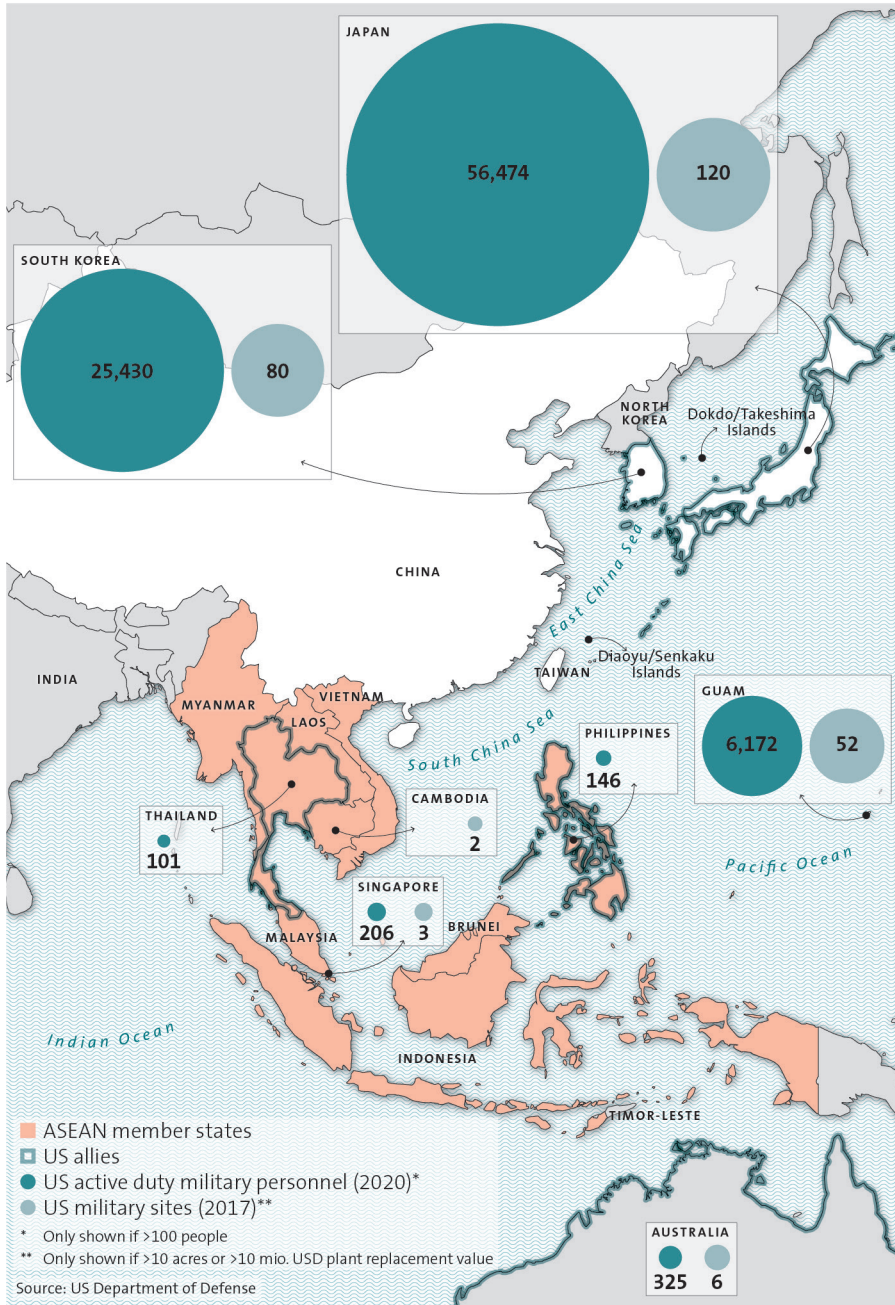 JAPAN
56,474
120
SOUTH KOREA
25,430
80
NORTH
KOREA
Dokdo/Takeshima
Islands
CHINA
East China Sea
INDIA
TAIWAN
Diaoyu/Senkaku
Islands
MYANMAR
VIETNAM
LAOS
GUAM
6,172
52
South China Sea
PHILIPPINES
146
THAILAND
101
CAMBODIA
2
Pacific Ocean
SINGAPORE
206
3
BRUNEI
MALAYSIA
Indian Ocean
INDONESIA
TIMOR-LESTE
ASEAN member states
US allies
US active duty military personnel (2020)*
US military sites (2017)**
* Only shown if >100 people
** Only shown if >10 acres or >10 mio. USD plant replacement value
Source: US Department of Defense
AUSTRALIA
325
6